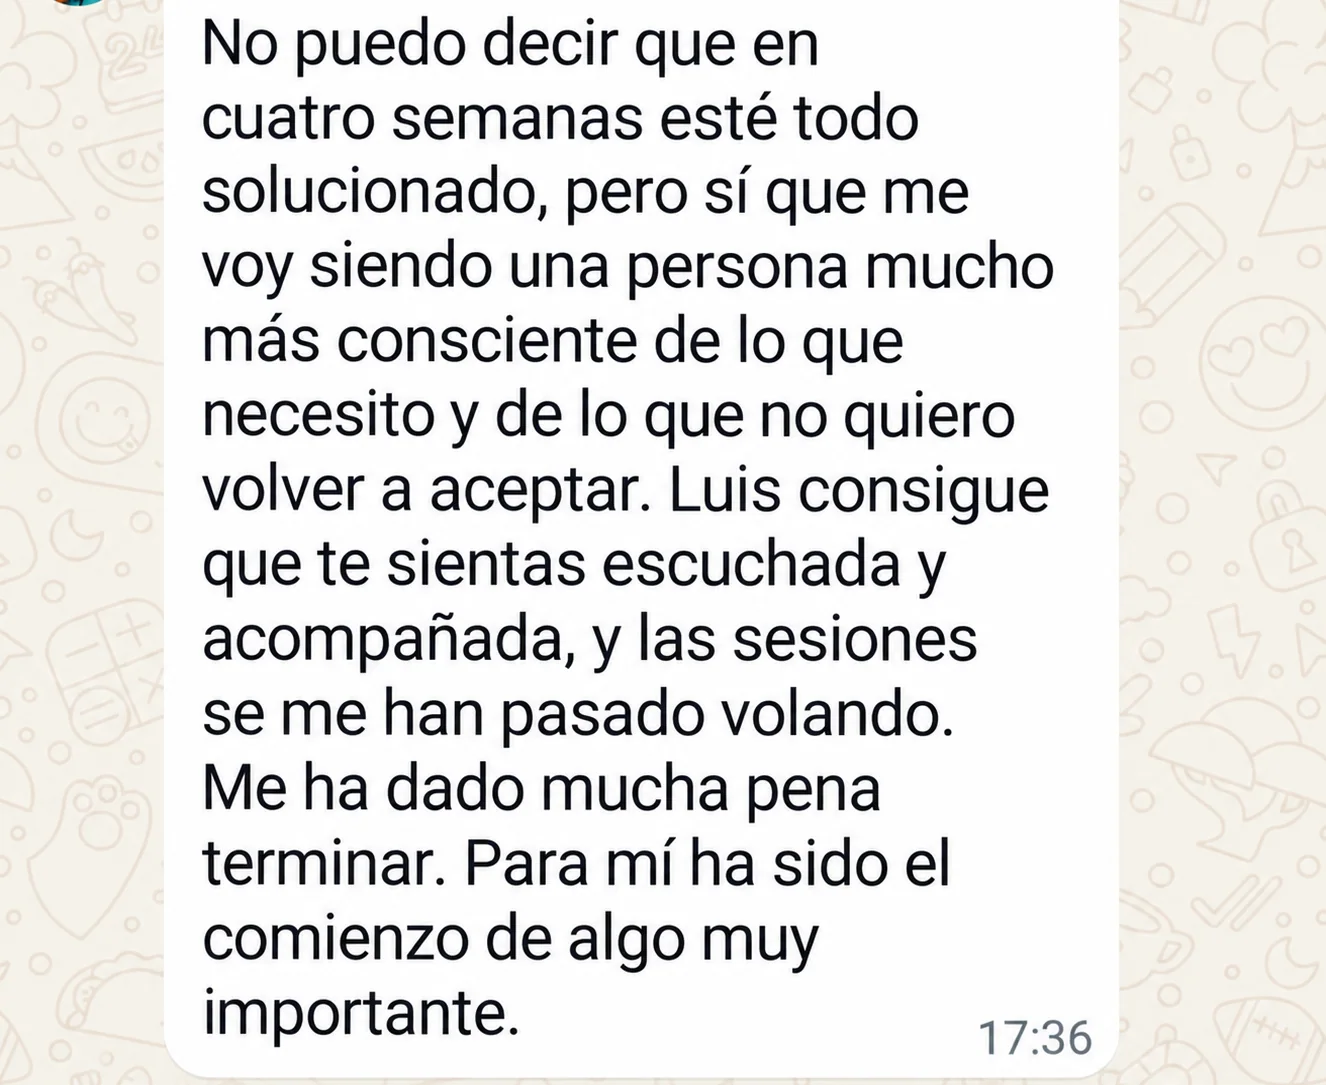 No puedo decir que en
cuatro semanas esté todo
solucionado, pero sí que me
voy siendo una persona mucho
más consciente de lo que
necesito y de lo que no quiero
volver a aceptar. Luis consigue
que te sientas escuchada y
acompañada, y las sesiones
se me han pasado volando.
Me ha dado mucha pena
terminar. Para mí ha sido el
comienzo de algo muy
importante.
17:36